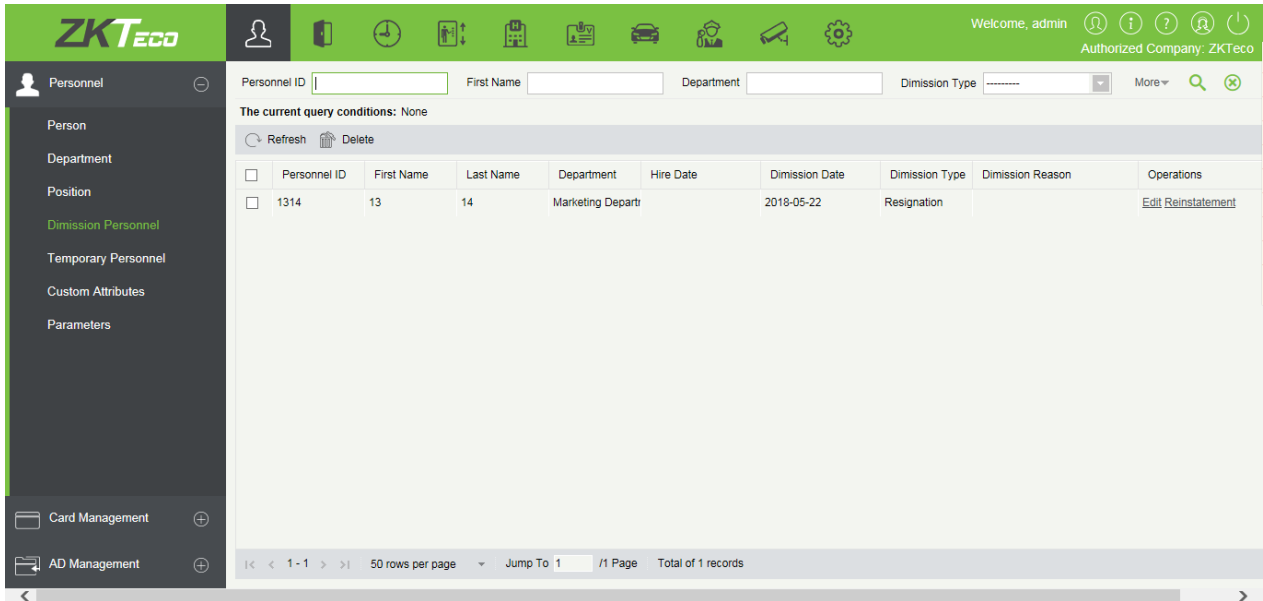 ZKTeco
Welcome, admin
Authorized Company: ZKTeco
Personnel
Person
Department
Position
Dimission Personnel
Temporary Personnel
Custom Attributes
Parameters
Card Management
AD Management
Personnel ID First Name Department Dimission Type --------- More
The current query conditions: None
Refresh Delete
Personnel ID First Name Last Name Department Hire Date Dimission Date Dimission Type Dimission Reason Operations
1314 13 14 Marketing Departr 2018-05-22 Resignation Edit Reinstatement
|< < 1-1 > >| 50 rows per page Jump To 1 /1 Page Total of 1 records